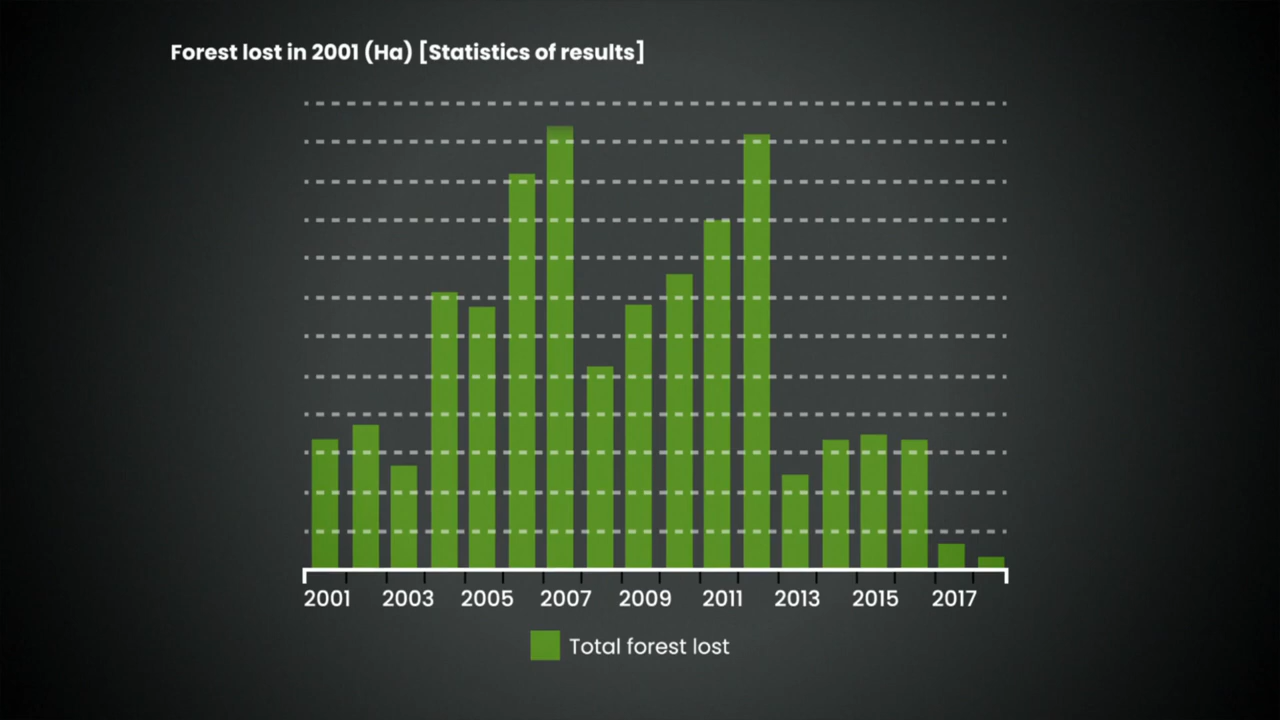 Forest lost in 2001 (Ha) [Statistics of results]
2001 2003 2005 2007 2009 2011 2013 2015 2017
Total forest lost